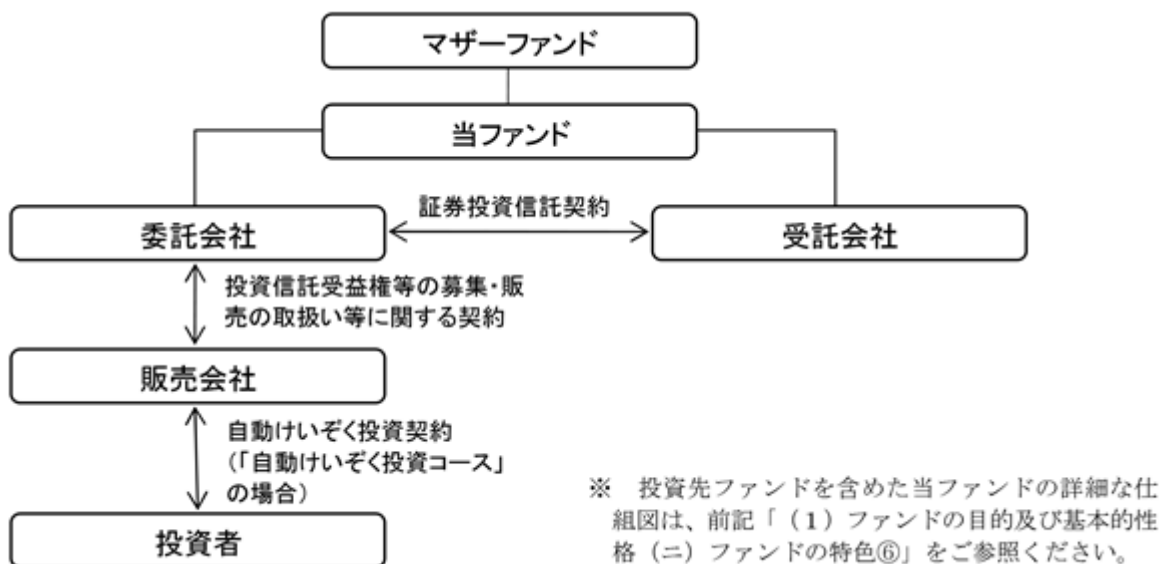 マザーファンド
当ファンド
証券投資信託契約
委託会社
受託会社
投資信託受益権等の募集・販
売の取扱い等に関する契約
販売会社
自動けいぞく投資契約
(「自動けいぞく投資コース」
の場合)
投資者
※ 投資先ファンドを含めた当ファンドの詳細な仕
組図は、前記「(1)ファンドの目的及び基本的性
格(ニ)ファンドの特色⑥」をご参照ください。